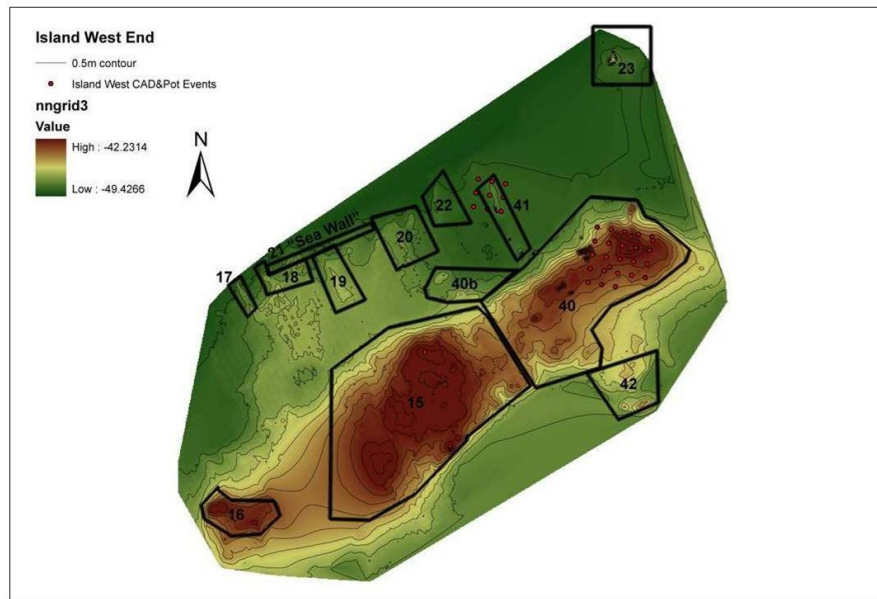 Island West End
0.5m contour
Island West CAD&Pot Events
nngrid3
Value
High : -42.2314
Low : -49.4266
N
23
22
41
21 "Sea Wall"
20
17
18
19
40b
40
42
15
16